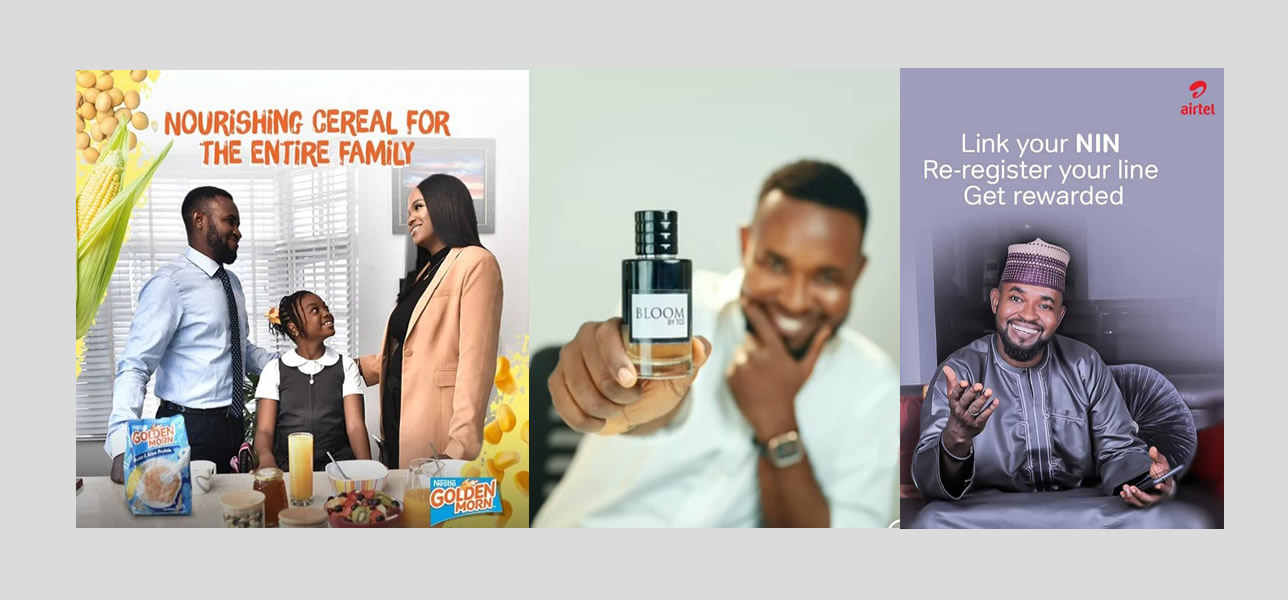 NOURISHING CEREAL FOR
THE ENTIRE FAMILY
GOLDEN
MORN
Nestlé
GOLDEN
MORN
BLOOM
BY TCS
airtel
Link your NIN
Re-register your line
Get rewarded